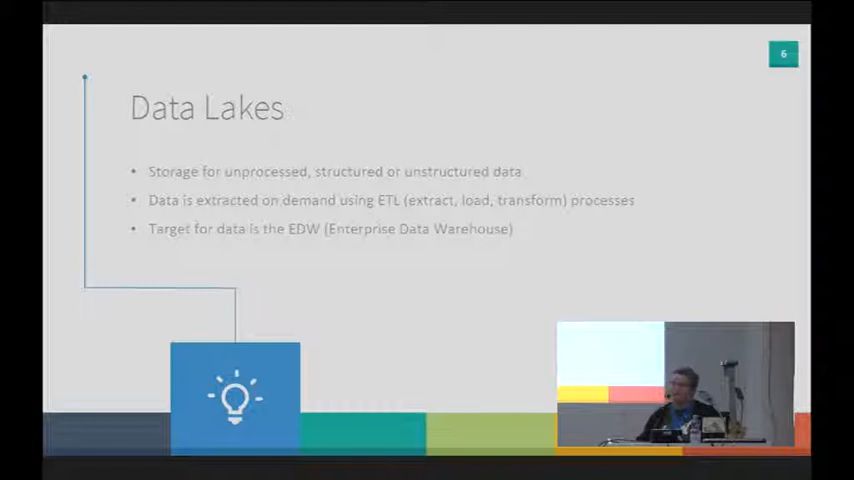 6
Data Lakes
• Storage for unprocessed, structured or unstructured data
• Data is extracted on demand using ETL (extract, load, transform) processes
• Target for data is the EDW (Enterprise Data Warehouse)